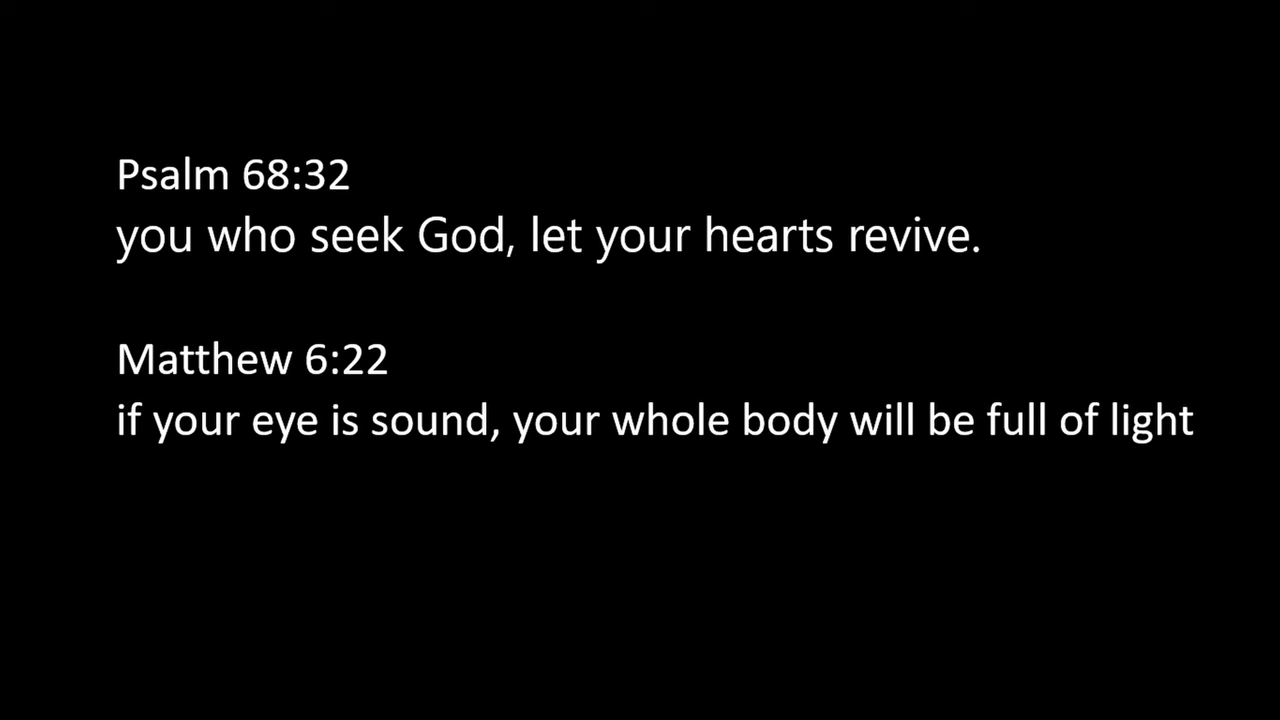 Psalm 68:32
you who seek God, let your hearts revive.
Matthew 6:22
if your eye is sound, your whole body will be full of light